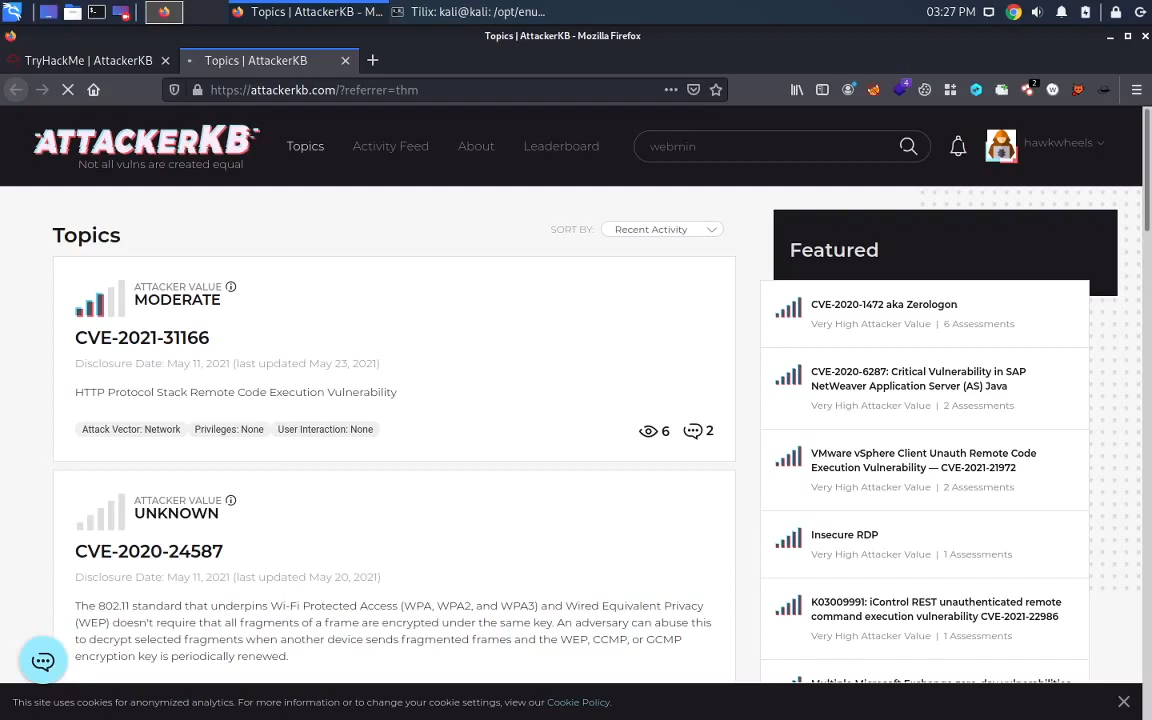 Topics | AttackerKB - M...
Tilix: kali@kali: /opt/enu...
03:27 PM
Topics | AttackerKB - Mozilla Firefox
TryHackMe | AttackerKB
Topics | AttackerKB
https://attackerkb.com/?referrer=thm
4
2
ATTACKERKB
Not all vulns are created equal
Topics
Activity Feed
About
Leaderboard
webmin
hawkwheels
Topics
SORT BY:
Recent Activity
ATTACKER VALUE
MODERATE
CVE-2021-31166
Disclosure Date: May 11, 2021 (last updated May 23, 2021)
HTTP Protocol Stack Remote Code Execution Vulnerability
Attack Vector: Network
Privileges: None
User Interaction: None
6
2
ATTACKER VALUE
UNKNOWN
CVE-2020-24587
Disclosure Date: May 11, 2021 (last updated May 20, 2021)
The 802.11 standard that underpins Wi-Fi Protected Access (WPA, WPA2, and WPA3) and Wired Equivalent Privacy
(WEP) doesn't require that all fragments of a frame are encrypted under the same key. An adversary can abuse this
to decrypt selected fragments when another device sends fragmented frames and the WEP, CCMP, or GCMP
encryption key is periodically renewed.
Featured
CVE-2020-1472 aka Zerologon
Very High Attacker Value | 6 Assessments
CVE-2020-6287: Critical Vulnerability in SAP
NetWeaver Application Server (AS) Java
Very High Attacker Value | 2 Assessments
VMware vSphere Client Unauth Remote Code
Execution Vulnerability — CVE-2021-21972
Very High Attacker Value | 2 Assessments
Insecure RDP
Very High Attacker Value | 1 Assessments
K03009991: iControl REST unauthenticated remote
command execution vulnerability CVE-2021-22986
Very High Attacker Value | 1 Assessments
Multiple Microsoft Exchange zero-day vulnerabilities
This site uses cookies for anonymized analytics. For more information or to change your cookie settings, view our Cookie Policy.